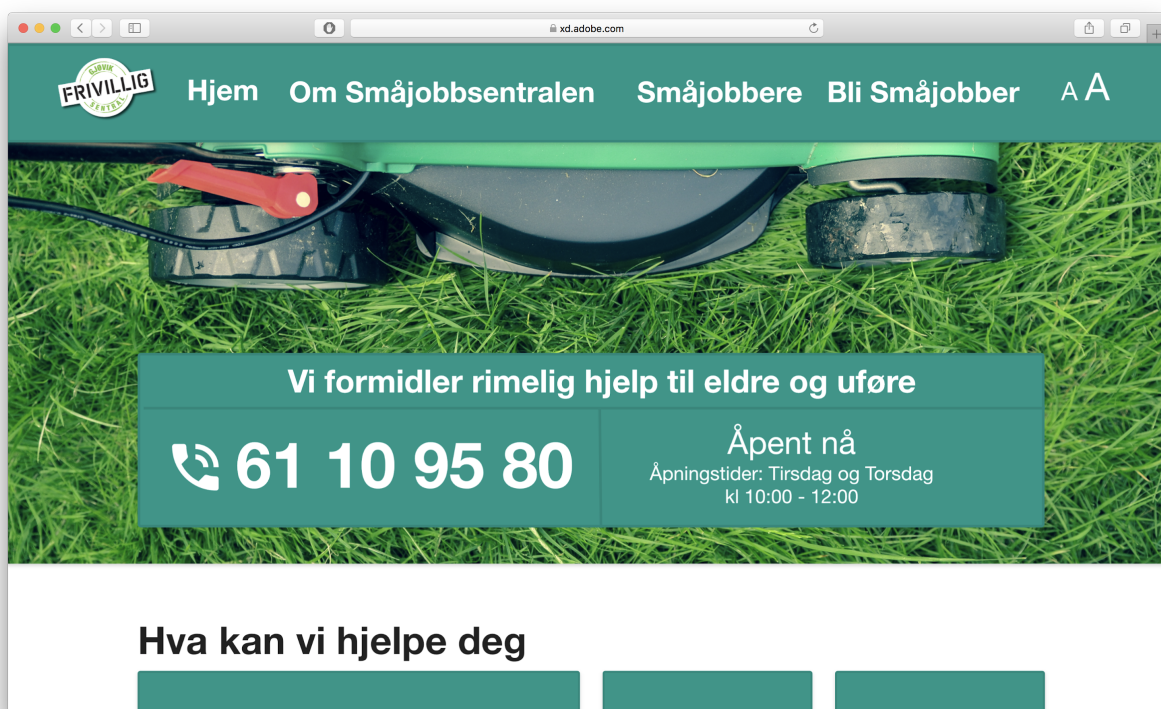 xd.adobe.com
GJØVIK
FRIVILLIG
SENTRAL
Hjem
Om Småjobbsentralen
Småjobbere
Bli Småjobber
A A
Vi formidler rimelig hjelp til eldre og uføre
61 10 95 80
Åpent nå
Åpningstider: Tirsdag og Torsdag
kl 10:00 - 12:00
Hva kan vi hjelpe deg